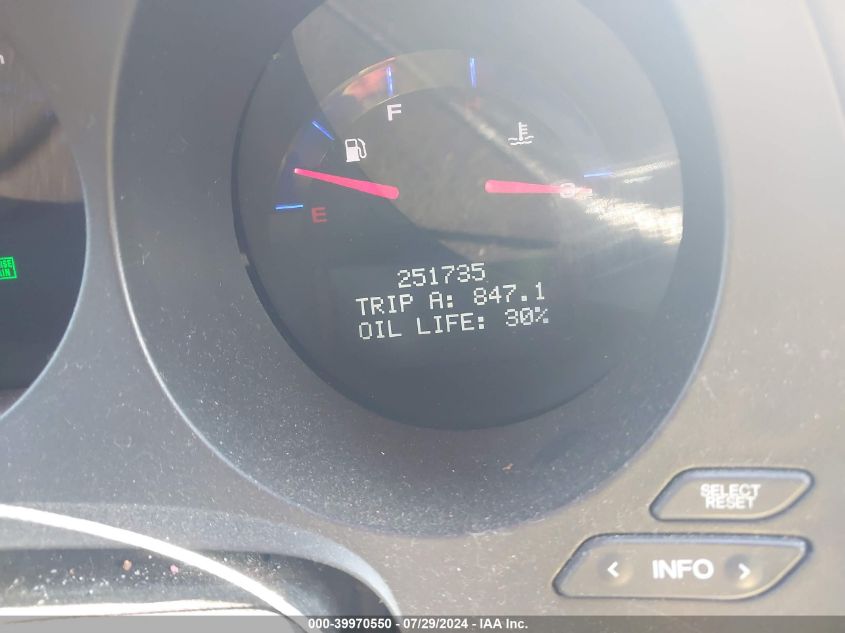 F
E
251735
TRIP A: 847.1
OIL LIFE: 30%
SELECT
RESET
< INFO >
000-39970550 - 07/29/2024 - IAA Inc.